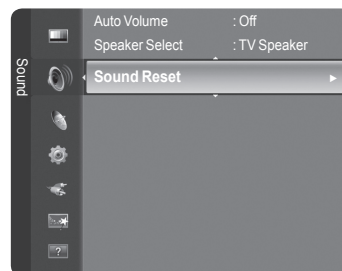 Sound
Auto Volume : Off
Speaker Select : TV Speaker
Sound Reset ►
?